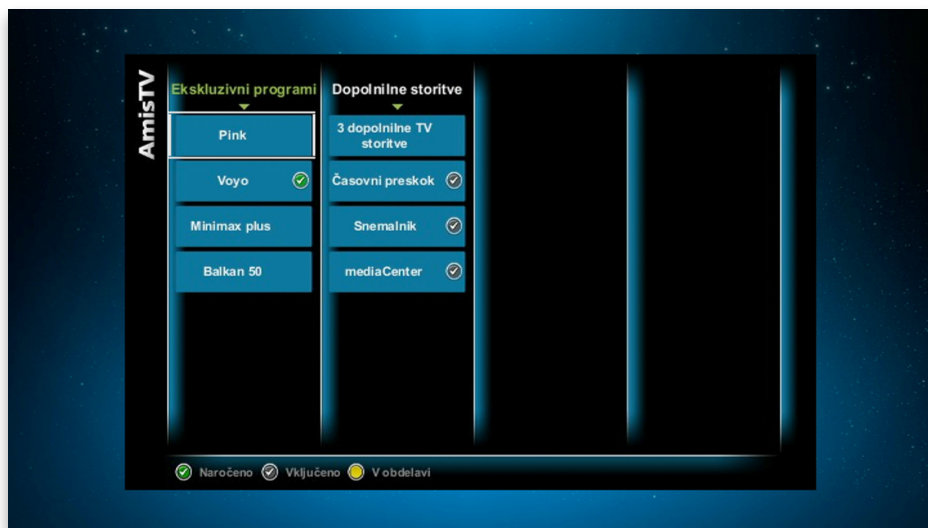 AmisTV
Ekskluzivni programi
Pink
Voyo
Minimax plus
Balkan 50
Dopolnilne storitve
3 dopolnilne TV
storitve
Časovni preskok
Snemalnik
mediaCenter
Naročeno Vključeno V obdelavi